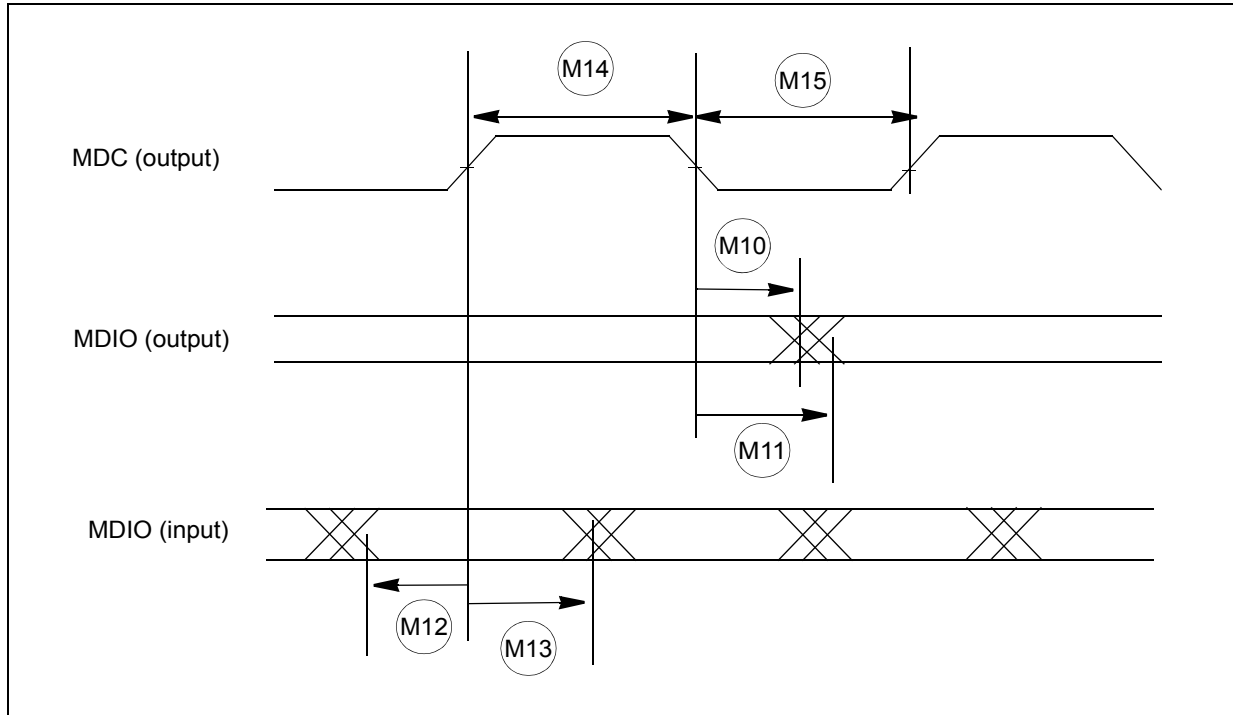 M14
M15
MDC (output)
M10
MDIO (output)
M11
MDIO (input)
M12
M13